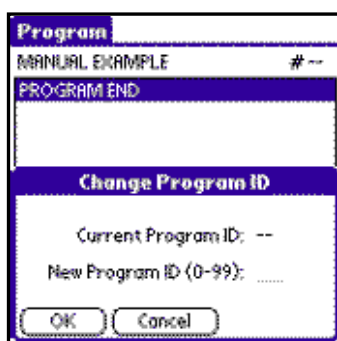 Program
MANUAL EXAMPLE # --
PROGRAM END
Change Program ID
Current Program ID: --
New Program ID (0-99):
OK Cancel